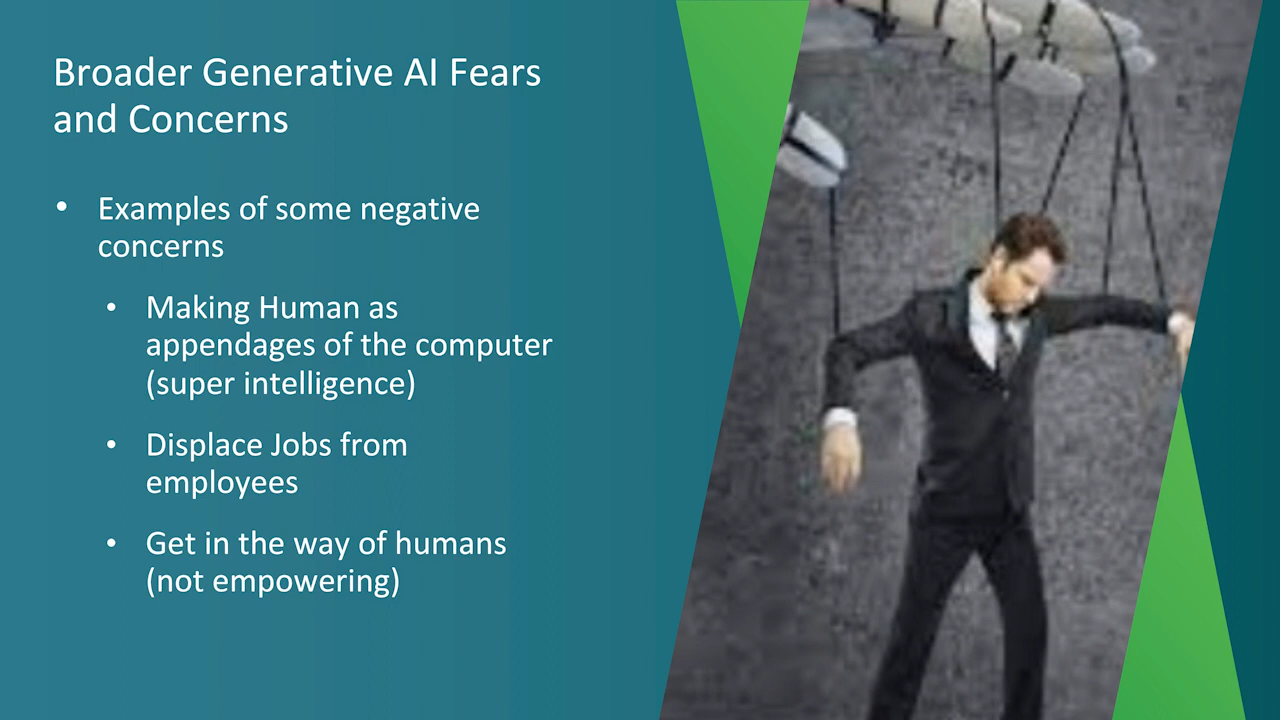 Broader Generative AI Fears
and Concerns
• Examples of some negative
concerns
• Making Human as
appendages of the computer
(super intelligence)
• Displace Jobs from
employees
• Get in the way of humans
(not empowering)